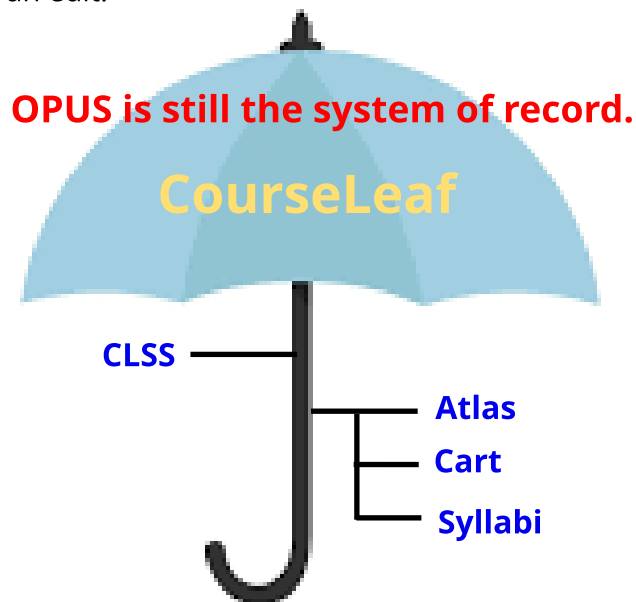 OPUS is still the system of record.
CourseLeaf
CLSS
Atlas
Cart
Syllabi